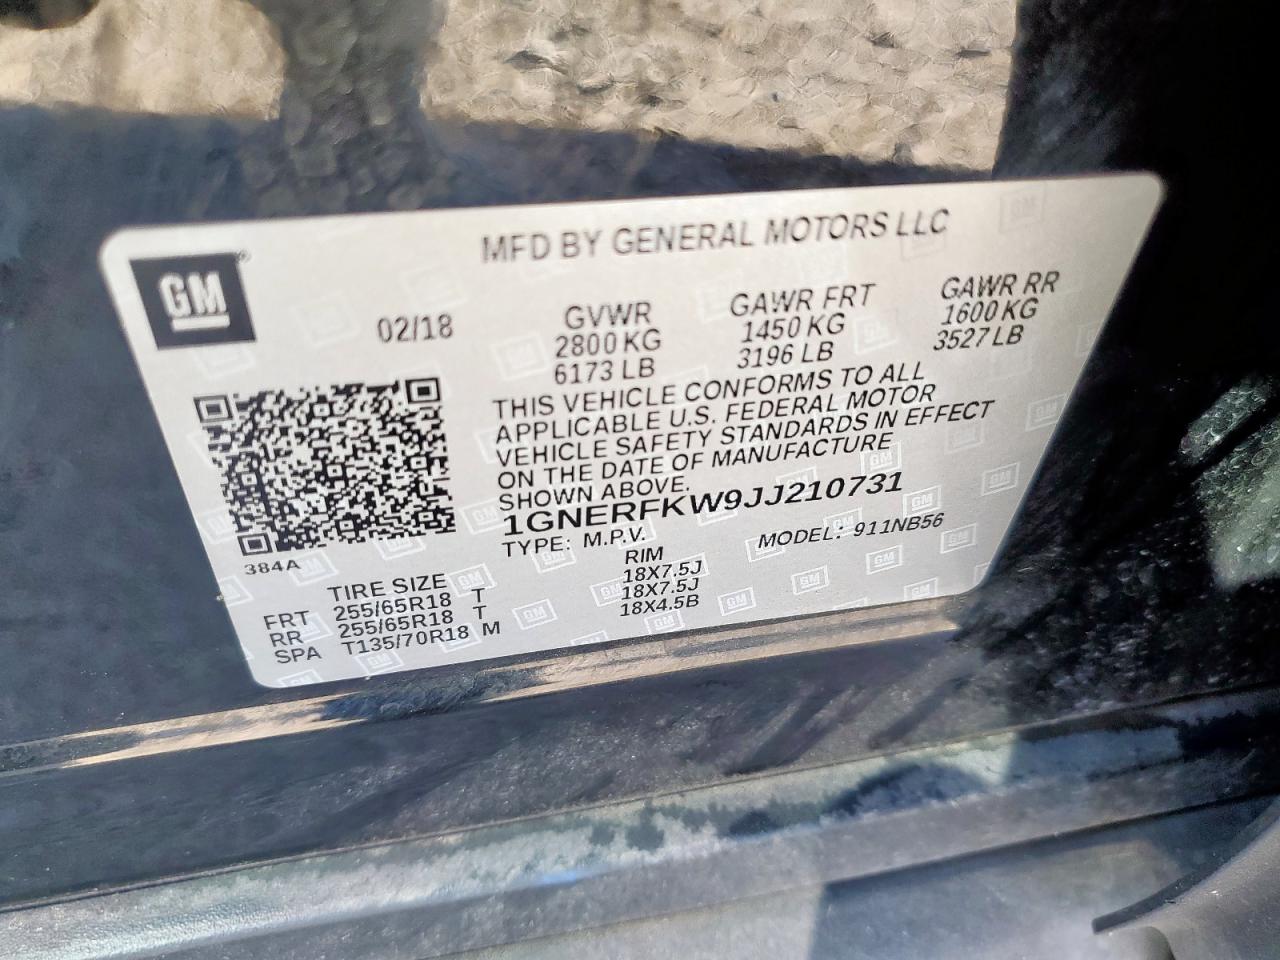 MFD BY GENERAL MOTORS LLC
GM
02/18
GVWR GAWR FRT GAWR RR
2800 KG 1450 KG 1600 KG
6173 LB 3196 LB 3527 LB
THIS VEHICLE CONFORMS TO ALL
APPLICABLE U.S. FEDERAL MOTOR
VEHICLE SAFETY STANDARDS IN EFFECT
ON THE DATE OF MANUFACTURE
SHOWN ABOVE.
1GNERFKW9JJ210731
TYPE: M.P.V. MODEL: 911NB56
384A
TIRE SIZE RIM
FRT 255/65R18 T 18X7.5J
RR 255/65R18 T 18X7.5J
SPA T135/70R18 M 18X4.5B